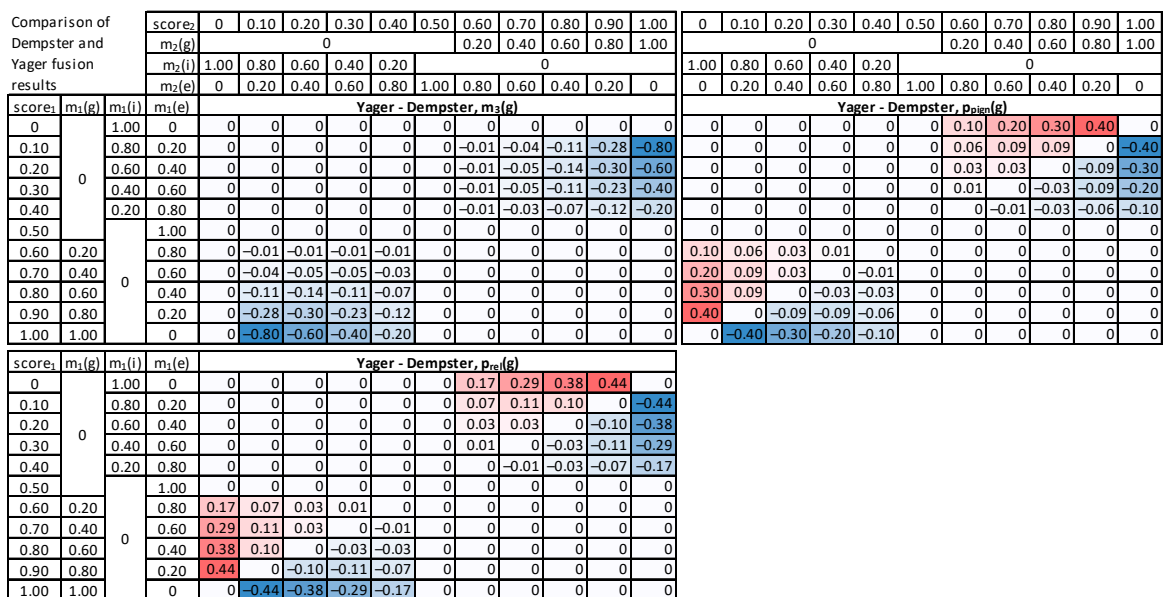 Comparison of score₂ 0 0.10 0.20 0.30 0.40 0.50 0.60 0.70 0.80 0.90 1.00 0 0.10 0.20 0.30 0.40 0.50 0.60 0.70 0.80 0.90 1.00
Dempster and m₂(g) 0 0.20 0.40 0.60 0.80 1.00 0 0.20 0.40 0.60 0.80 1.00
Yager fusion m₂(i) 1.00 0.80 0.60 0.40 0.20 0 1.00 0.80 0.60 0.40 0.20 0
results m₂(e) 0 0.20 0.40 0.60 0.80 1.00 0.80 0.60 0.40 0.20 0 0 0.20 0.40 0.60 0.80 1.00 0.80 0.60 0.40 0.20 0
score₁ m₁(g) m₁(i) m₁(e) Yager - Dempster, m₃(g) Yager - Dempster, pₚᵢgₙ(g)
0 1.00 0 0 0 0 0 0 0 0 0 0 0 0 0 0 0 0 0 0 0.10 0.20 0.30 0.40 0
0.10 0.80 0.20 0 0 0 0 0 0 –0.01 –0.04 –0.11 –0.28 –0.80 0 0 0 0 0 0 0.06 0.09 0.09 0 –0.40
0.20 0.60 0.40 0 0 0 0 0 0 –0.01 –0.05 –0.14 –0.30 –0.60 0 0 0 0 0 0 0.03 0.03 0 –0.09 –0.30
0.30 0 0.40 0.60 0 0 0 0 0 0 –0.01 –0.05 –0.11 –0.23 –0.40 0 0 0 0 0 0 0.01 0 –0.03 –0.09 –0.20
0.40 0.20 0.80 0 0 0 0 0 0 –0.01 –0.03 –0.07 –0.12 –0.20 0 0 0 0 0 0 0 –0.01 –0.03 –0.06 –0.10
0.50 1.00 0 0 0 0 0 0 0 0 0 0 0 0 0 0 0 0 0 0 0 0 0 0
0.60 0.20 0.80 0 –0.01 –0.01 –0.01 –0.01 0 0 0 0 0 0 0.10 0.06 0.03 0.01 0 0 0 0 0 0 0
0.70 0.40 0.60 0 –0.04 –0.05 –0.05 –0.03 0 0 0 0 0 0 0.20 0.09 0.03 0 –0.01 0 0 0 0 0 0
0.80 0.60 0 0.40 0 –0.11 –0.14 –0.11 –0.07 0 0 0 0 0 0 0.30 0.09 0 –0.03 –0.03 0 0 0 0 0 0
0.90 0.80 0.20 0 –0.28 –0.30 –0.23 –0.12 0 0 0 0 0 0 0.40 0 –0.09 –0.09 –0.06 0 0 0 0 0 0
1.00 1.00 0 0 –0.80 –0.60 –0.40 –0.20 0 0 0 0 0 0 0 –0.40 –0.30 –0.20 –0.10 0 0 0 0 0 0
score₁ m₁(g) m₁(i) m₁(e) Yager - Dempster, pᵣₑₗ(g)
0 1.00 0 0 0 0 0 0 0 0.17 0.29 0.38 0.44 0
0.10 0.80 0.20 0 0 0 0 0 0 0.07 0.11 0.10 0 –0.44
0.20 0.60 0.40 0 0 0 0 0 0 0.03 0.03 0 –0.10 –0.38
0.30 0 0.40 0.60 0 0 0 0 0 0 0.01 0 –0.03 –0.11 –0.29
0.40 0.20 0.80 0 0 0 0 0 0 0 –0.01 –0.03 –0.07 –0.17
0.50 1.00 0 0 0 0 0 0 0 0 0 0 0
0.60 0.20 0.80 0.17 0.07 0.03 0.01 0 0 0 0 0 0 0
0.70 0.40 0.60 0.29 0.11 0.03 0 –0.01 0 0 0 0 0 0
0.80 0.60 0 0.40 0.38 0.10 0 –0.03 –0.03 0 0 0 0 0 0
0.90 0.80 0.20 0.44 0 –0.10 –0.11 –0.07 0 0 0 0 0 0
1.00 1.00 0 0 –0.44 –0.38 –0.29 –0.17 0 0 0 0 0 0